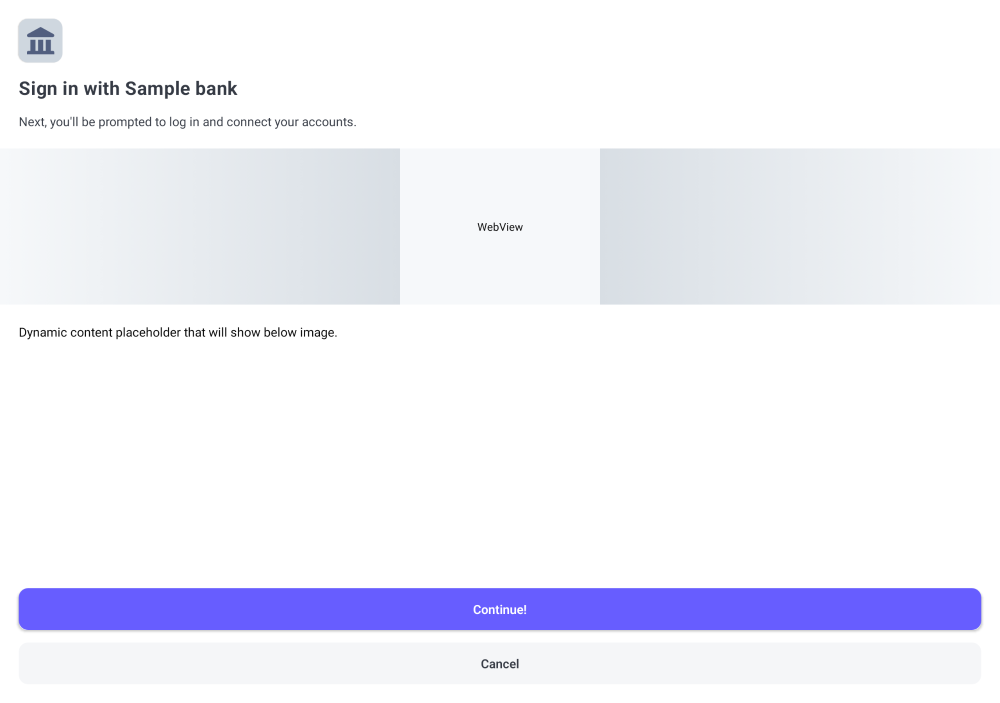 Sign in with Sample bank
Next, you'll be prompted to log in and connect your accounts.
WebView
Dynamic content placeholder that will show below image.
Continue!
Cancel